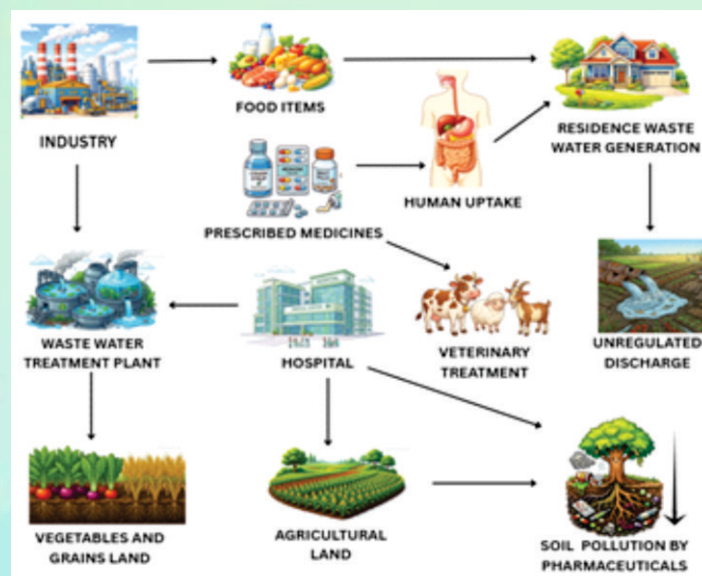 INDUSTRY
FOOD ITEMS
RESIDENCE WASTE
WATER GENERATION
PRESCRIBED MEDICINES
HUMAN UPTAKE
WASTE WATER
TREATMENT PLANT
HOSPITAL
VETERINARY
TREATMENT
UNREGULATED
DISCHARGE
VEGETABLES AND
GRAINS LAND
AGRICULTURAL
LAND
SOIL POLLUTION BY
PHARMACEUTICALS